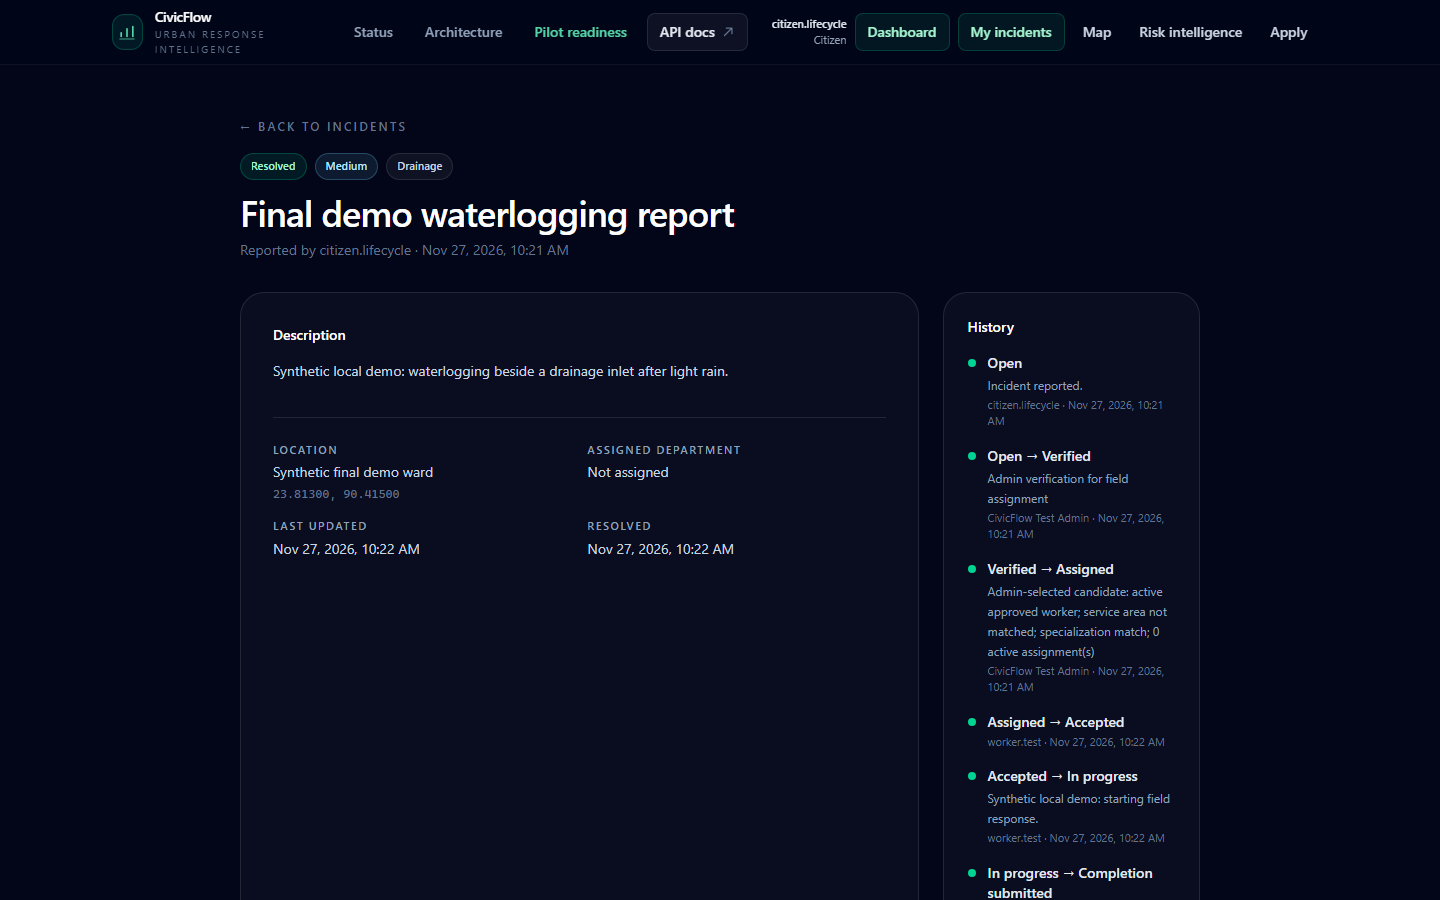 CivicFlow
URBAN RESPONSE
INTELLIGENCE
Status
Architecture
Pilot readiness
API docs ↗
citizen.lifecycle
Citizen
Dashboard
My incidents
Map
Risk intelligence
Apply
← BACK TO INCIDENTS
Resolved
Medium
Drainage
Final demo waterlogging report
Reported by citizen.lifecycle · Nov 27, 2026, 10:21 AM
Description
Synthetic local demo: waterlogging beside a drainage inlet after light rain.
LOCATION
Synthetic final demo ward
23.81300, 90.41500
ASSIGNED DEPARTMENT
Not assigned
LAST UPDATED
Nov 27, 2026, 10:22 AM
RESOLVED
Nov 27, 2026, 10:22 AM
History
Open
Incident reported.
citizen.lifecycle · Nov 27, 2026, 10:21
AM
Open → Verified
Admin verification for field
assignment
CivicFlow Test Admin · Nov 27, 2026,
10:21 AM
Verified → Assigned
Admin-selected candidate: active
approved worker; service area not
matched; specialization match; 0
active assignment(s)
CivicFlow Test Admin · Nov 27, 2026,
10:21 AM
Assigned → Accepted
worker.test · Nov 27, 2026, 10:22 AM
Accepted → In progress
Synthetic local demo: starting field
response.
worker.test · Nov 27, 2026, 10:22 AM
In progress → Completion
submitted